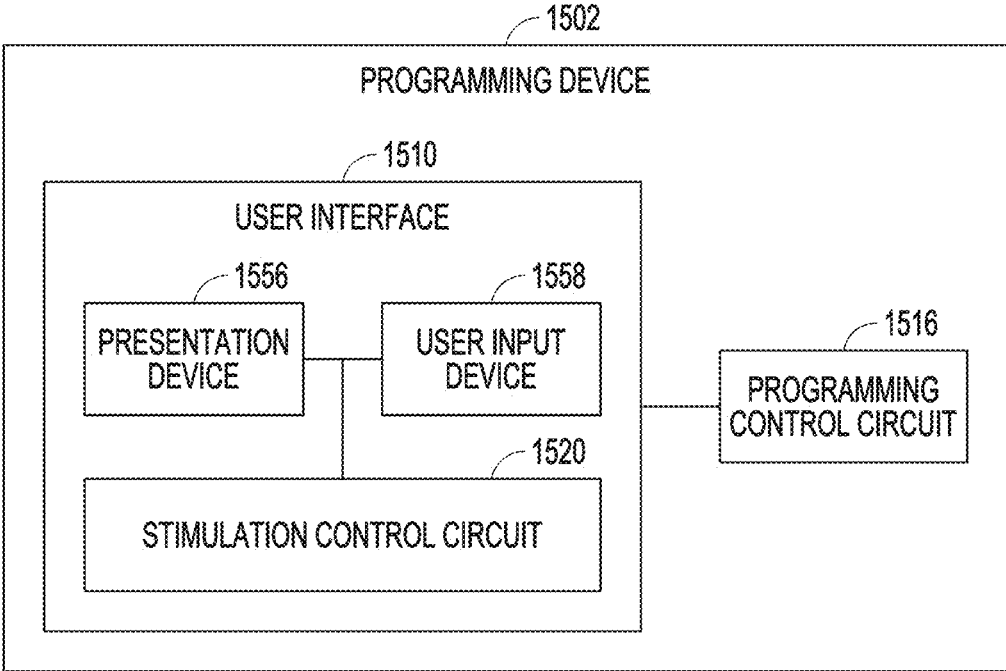 1502
PROGRAMMING DEVICE
1510
USER INTERFACE
1556
PRESENTATION
DEVICE
1558
USER INPUT
DEVICE
1516
PROGRAMMING
CONTROL CIRCUIT
1520
STIMULATION CONTROL CIRCUIT